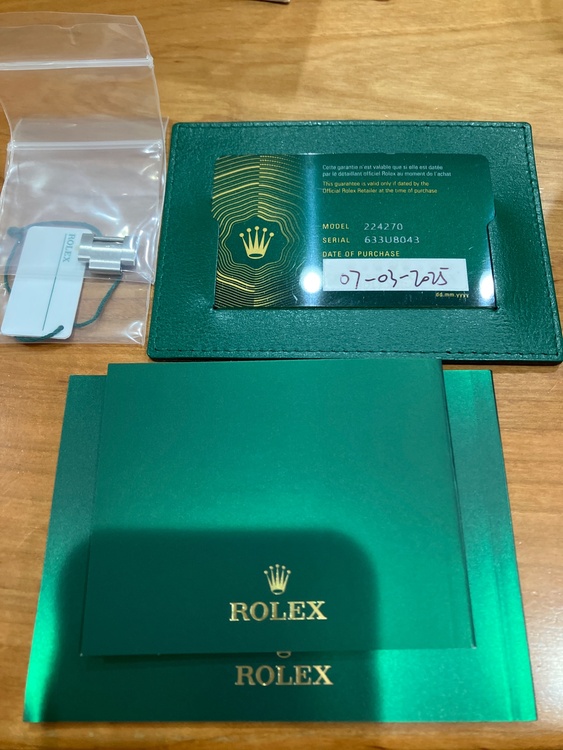 Cette garantie n'est valable que si elle est datée
par le détaillant officiel Rolex au moment de l'achat
This guarantee is valid only if dated by the
Official Rolex Retailer at the time of purchase.
MODEL 224270
SERIAL 633U8043
DATE OF PURCHASE
07-03-2025
dd.mm.yyyy
ROLEX
ROLEX
ROLEX